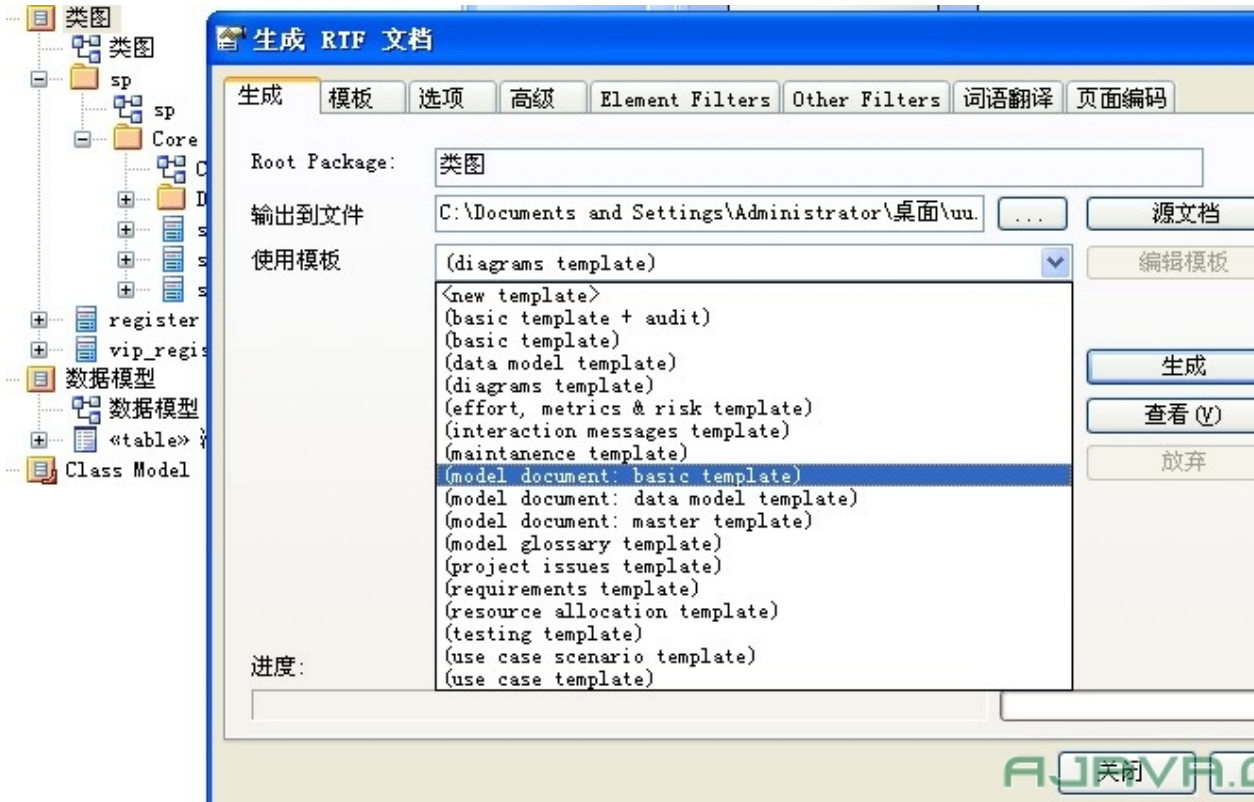 类图
类图
sp
sp
Core
register
vip_regis
数据模型
数据模型
«table»
Class Model
生成 RTF 文档
生成 模板 选项 高级 Element Filters Other Filters 词语翻译 页面编码
Root Package: 类图
输出到文件 C:\Documents and Settings\Administrator\桌面\uu. ... 源文档
使用模板 (diagrams template) 编辑模板
<new template>
(basic template + audit)
(basic template)
(data model template)
(diagrams template)
(effort, metrics & risk template)
(interaction messages template)
(maintanence template)
(model document: basic template)
(model document: data model template)
(model document: master template)
(model glossary template)
(project issues template)
(requirements template)
(resource allocation template)
(testing template)
(use case scenario template)
(use case template)
生成
查看(V)
放弃
进度:
关闭
AJAVA.